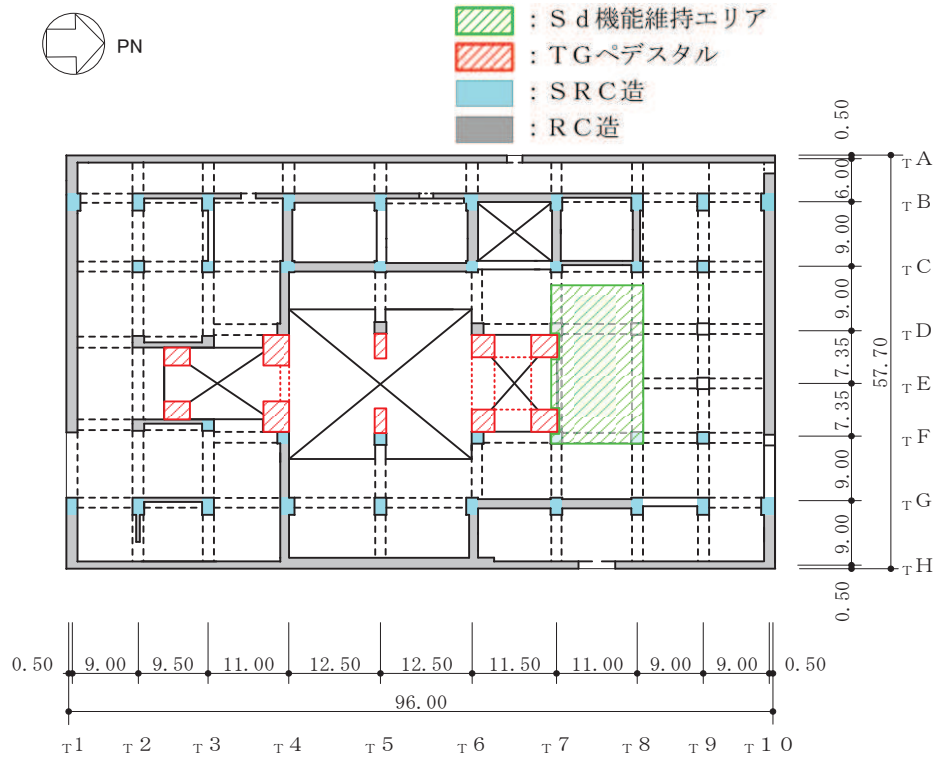 PN
：Ｓｄ機能維持エリア
：ＴＧペデスタル
：ＳＲＣ造
：ＲＣ造
0.50
TA
6.00
TB
9.00
TC
9.00
TD
7.35
57.70
TE
7.35
TF
9.00
TG
9.00
TH
0.50
0.50 9.00 9.50 11.00 12.50 12.50 11.50 11.00 9.00 9.00 0.50
96.00
T1 T2 T3 T4 T5 T6 T7 T8 T9 T10